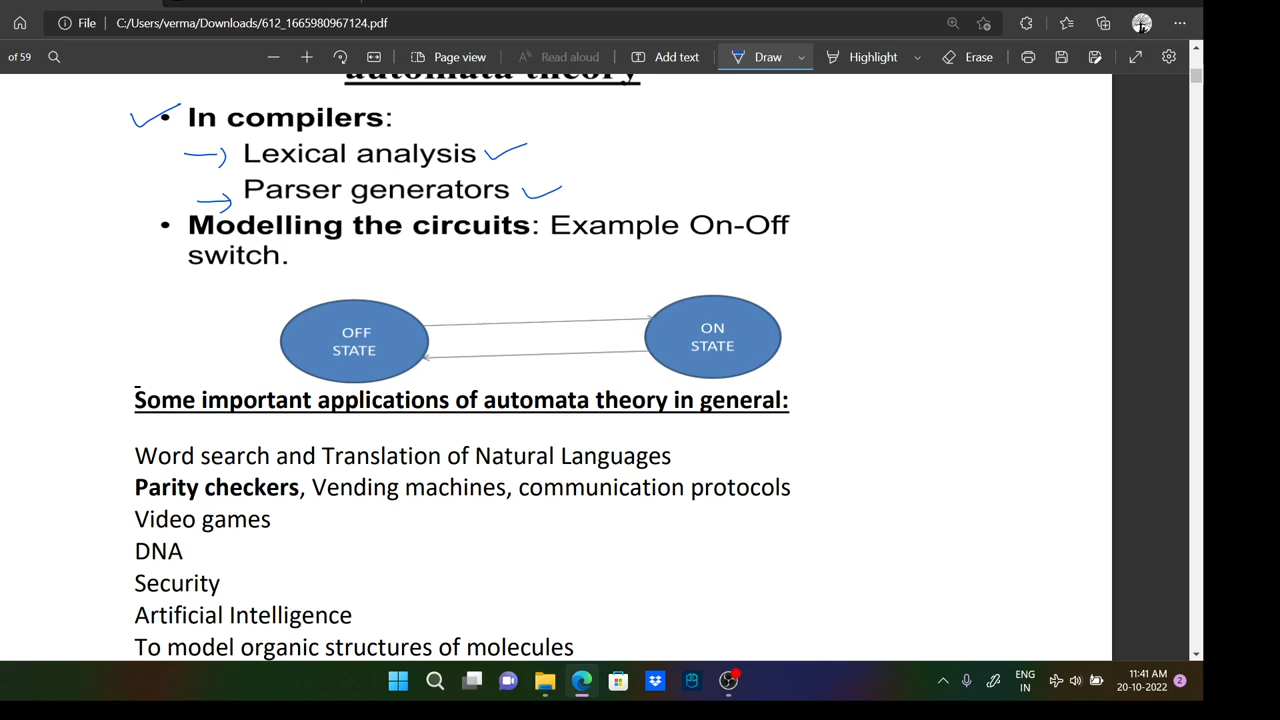 File
C:/Users/verma/Downloads/612_1665980967124.pdf
of 59
Page view
Read aloud
Add text
Draw
Highlight
Erase
automata theory
• In compilers:
Lexical analysis
Parser generators
• Modelling the circuits: Example On-Off
switch.
OFF
STATE
ON
STATE
Some important applications of automata theory in general:
Word search and Translation of Natural Languages
Parity checkers, Vending machines, communication protocols
Video games
DNA
Security
Artificial Intelligence
To model organic structures of molecules
ENG
IN
11:41 AM
20-10-2022
2